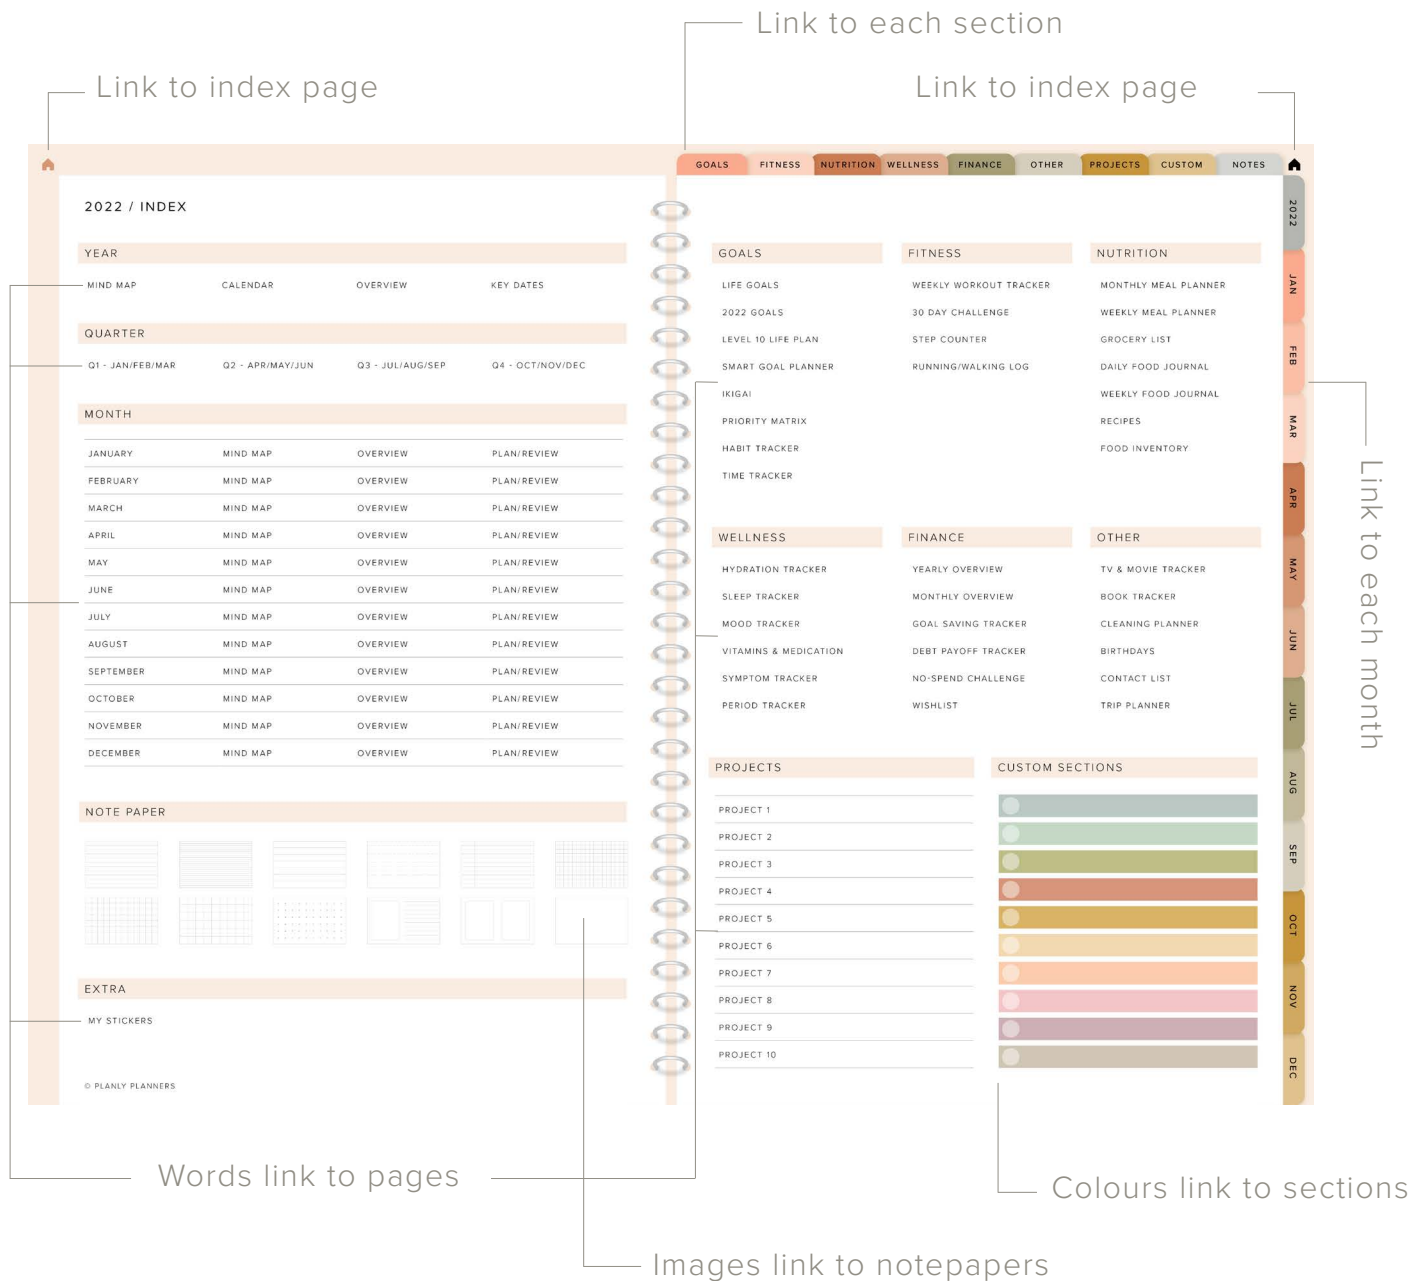 Link to each section
Link to index page
Link to index page
GOALS FITNESS NUTRITION WELLNESS FINANCE OTHER PROJECTS CUSTOM NOTES
2022 / INDEX
YEAR
MIND MAP CALENDAR OVERVIEW KEY DATES
QUARTER
Q1 - JAN/FEB/MAR Q2 - APR/MAY/JUN Q3 - JUL/AUG/SEP Q4 - OCT/NOV/DEC
MONTH
JANUARY MIND MAP OVERVIEW PLAN/REVIEW
FEBRUARY MIND MAP OVERVIEW PLAN/REVIEW
MARCH MIND MAP OVERVIEW PLAN/REVIEW
APRIL MIND MAP OVERVIEW PLAN/REVIEW
MAY MIND MAP OVERVIEW PLAN/REVIEW
JUNE MIND MAP OVERVIEW PLAN/REVIEW
JULY MIND MAP OVERVIEW PLAN/REVIEW
AUGUST MIND MAP OVERVIEW PLAN/REVIEW
SEPTEMBER MIND MAP OVERVIEW PLAN/REVIEW
OCTOBER MIND MAP OVERVIEW PLAN/REVIEW
NOVEMBER MIND MAP OVERVIEW PLAN/REVIEW
DECEMBER MIND MAP OVERVIEW PLAN/REVIEW
NOTE PAPER
EXTRA
MY STICKERS
© PLANLY PLANNERS
GOALS
LIFE GOALS
2022 GOALS
LEVEL 10 LIFE PLAN
SMART GOAL PLANNER
IKIGAI
PRIORITY MATRIX
HABIT TRACKER
TIME TRACKER
FITNESS
WEEKLY WORKOUT TRACKER
30 DAY CHALLENGE
STEP COUNTER
RUNNING/WALKING LOG
NUTRITION
MONTHLY MEAL PLANNER
WEEKLY MEAL PLANNER
GROCERY LIST
DAILY FOOD JOURNAL
WEEKLY FOOD JOURNAL
RECIPES
FOOD INVENTORY
WELLNESS
HYDRATION TRACKER
SLEEP TRACKER
MOOD TRACKER
VITAMINS & MEDICATION
SYMPTOM TRACKER
PERIOD TRACKER
FINANCE
YEARLY OVERVIEW
MONTHLY OVERVIEW
GOAL SAVING TRACKER
DEBT PAYOFF TRACKER
NO-SPEND CHALLENGE
WISHLIST
OTHER
TV & MOVIE TRACKER
BOOK TRACKER
CLEANING PLANNER
BIRTHDAYS
CONTACT LIST
TRIP PLANNER
PROJECTS
PROJECT 1
PROJECT 2
PROJECT 3
PROJECT 4
PROJECT 5
PROJECT 6
PROJECT 7
PROJECT 8
PROJECT 9
PROJECT 10
CUSTOM SECTIONS
2022
JAN
FEB
MAR
APR
MAY
JUN
JUL
AUG
SEP
OCT
NOV
DEC
Link to each month
Words link to pages
Colours link to sections
Images link to notepapers